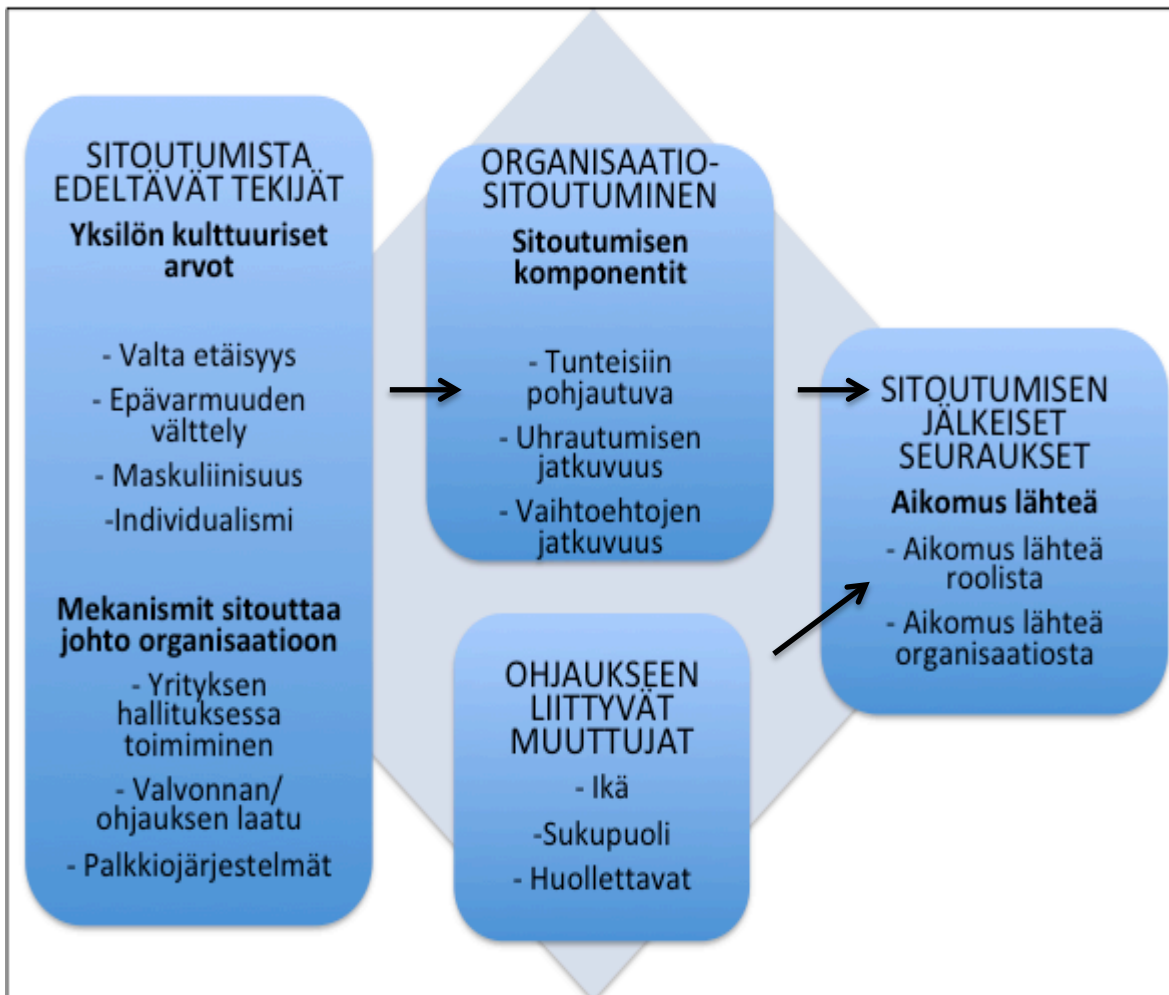 SITOUTUMISTA
EDELTÄVÄT TEKIJÄT
Yksilön kulttuuriset
arvot
- Valta etäisyys
- Epävarmuuden
välttely
- Maskuliinisuus
-Individualismi
Mekanismit sitouttaa
johto organisaatioon
- Yrityksen
hallituksessa
toimiminen
- Valvonnan/
ohjauksen laatu
- Palkkiojärjestelmät
ORGANISAATIO-
SITOUTUMINEN
Sitoutumisen
komponentit
- Tunteisiin
pohjautuva
- Uhrautumisen
jatkuvuus
- Vaihtoehtojen
jatkuvuus
OHJAUKSEEN
LIITTYVÄT
MUUTTUJAT
- Ikä
-Sukupuoli
- Huollettavat
SITOUTUMISEN
JÄLKEISET
SEURAUKSET
Aikomus lähteä
- Aikomus lähteä
roolista
- Aikomus lähteä
organisaatiosta